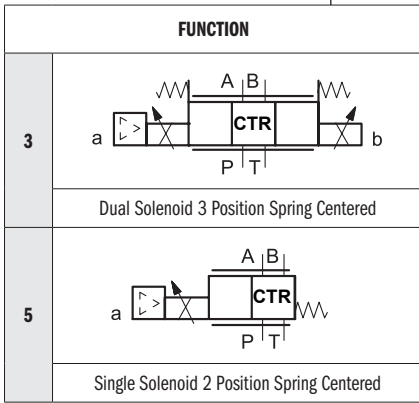 FUNCTION
3
A B
CTR
a
b
P T
Dual Solenoid 3 Position Spring Centered
5
A B
CTR
a
P T
Single Solenoid 2 Position Spring Centered